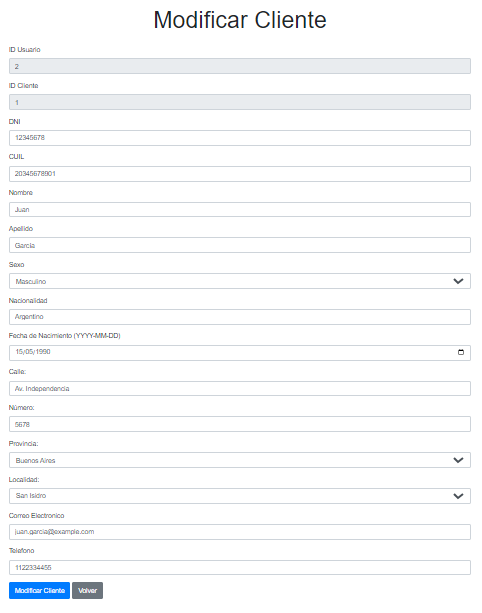 Modificar Cliente
ID Usuario
2
ID Cliente
1
DNI
12345678
CUIL
20345678901
Nombre
Juan
Apellido
García
Sexo
Masculino
Nacionalidad
Argentino
Fecha de Nacimiento (YYYY-MM-DD)
15/05/1990
Calle:
Av. Independencia
Número:
5678
Provincia:
Buenos Aires
Localidad:
San Isidro
Correo Electronico
juan.garcia@example.com
Telefono
1122334455
Modificar Cliente Volver